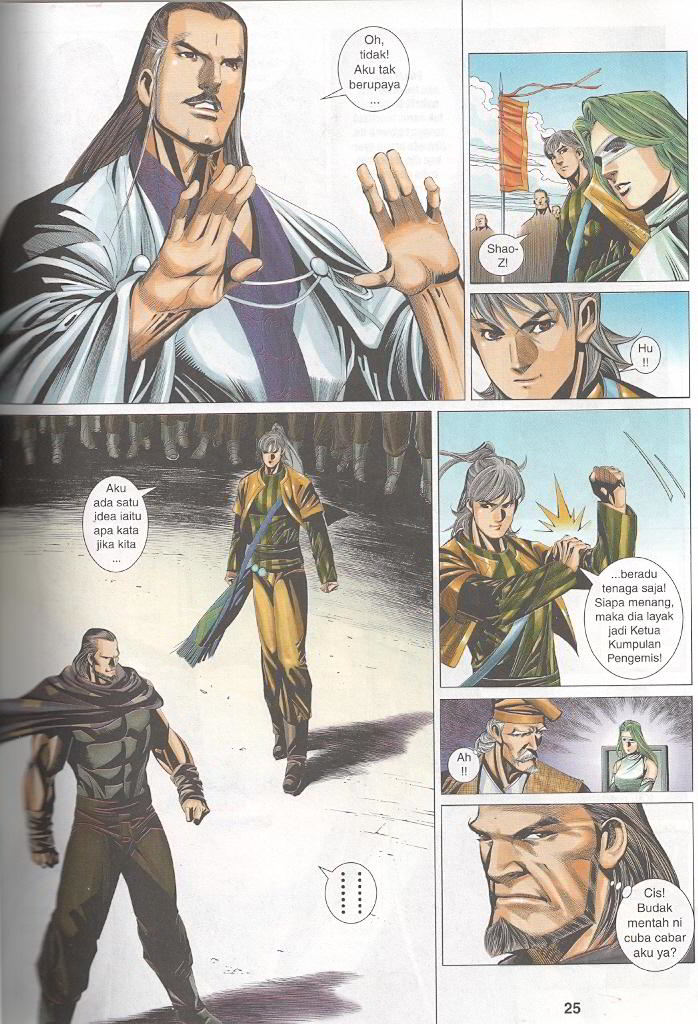 Oh,
tidak!
Aku tak
berupaya
...
Shao-
Z!
Hu
!!
Aku
ada satu
idea iaitu
apa kata
jika kita
...
...beradu
tenaga saja!
Siapa menang,
maka dia layak
jadi Ketua
Kumpulan
Pengemis!
Ah
!!
Cis!
Budak
mentah ni
cuba cabar
aku ya?
25